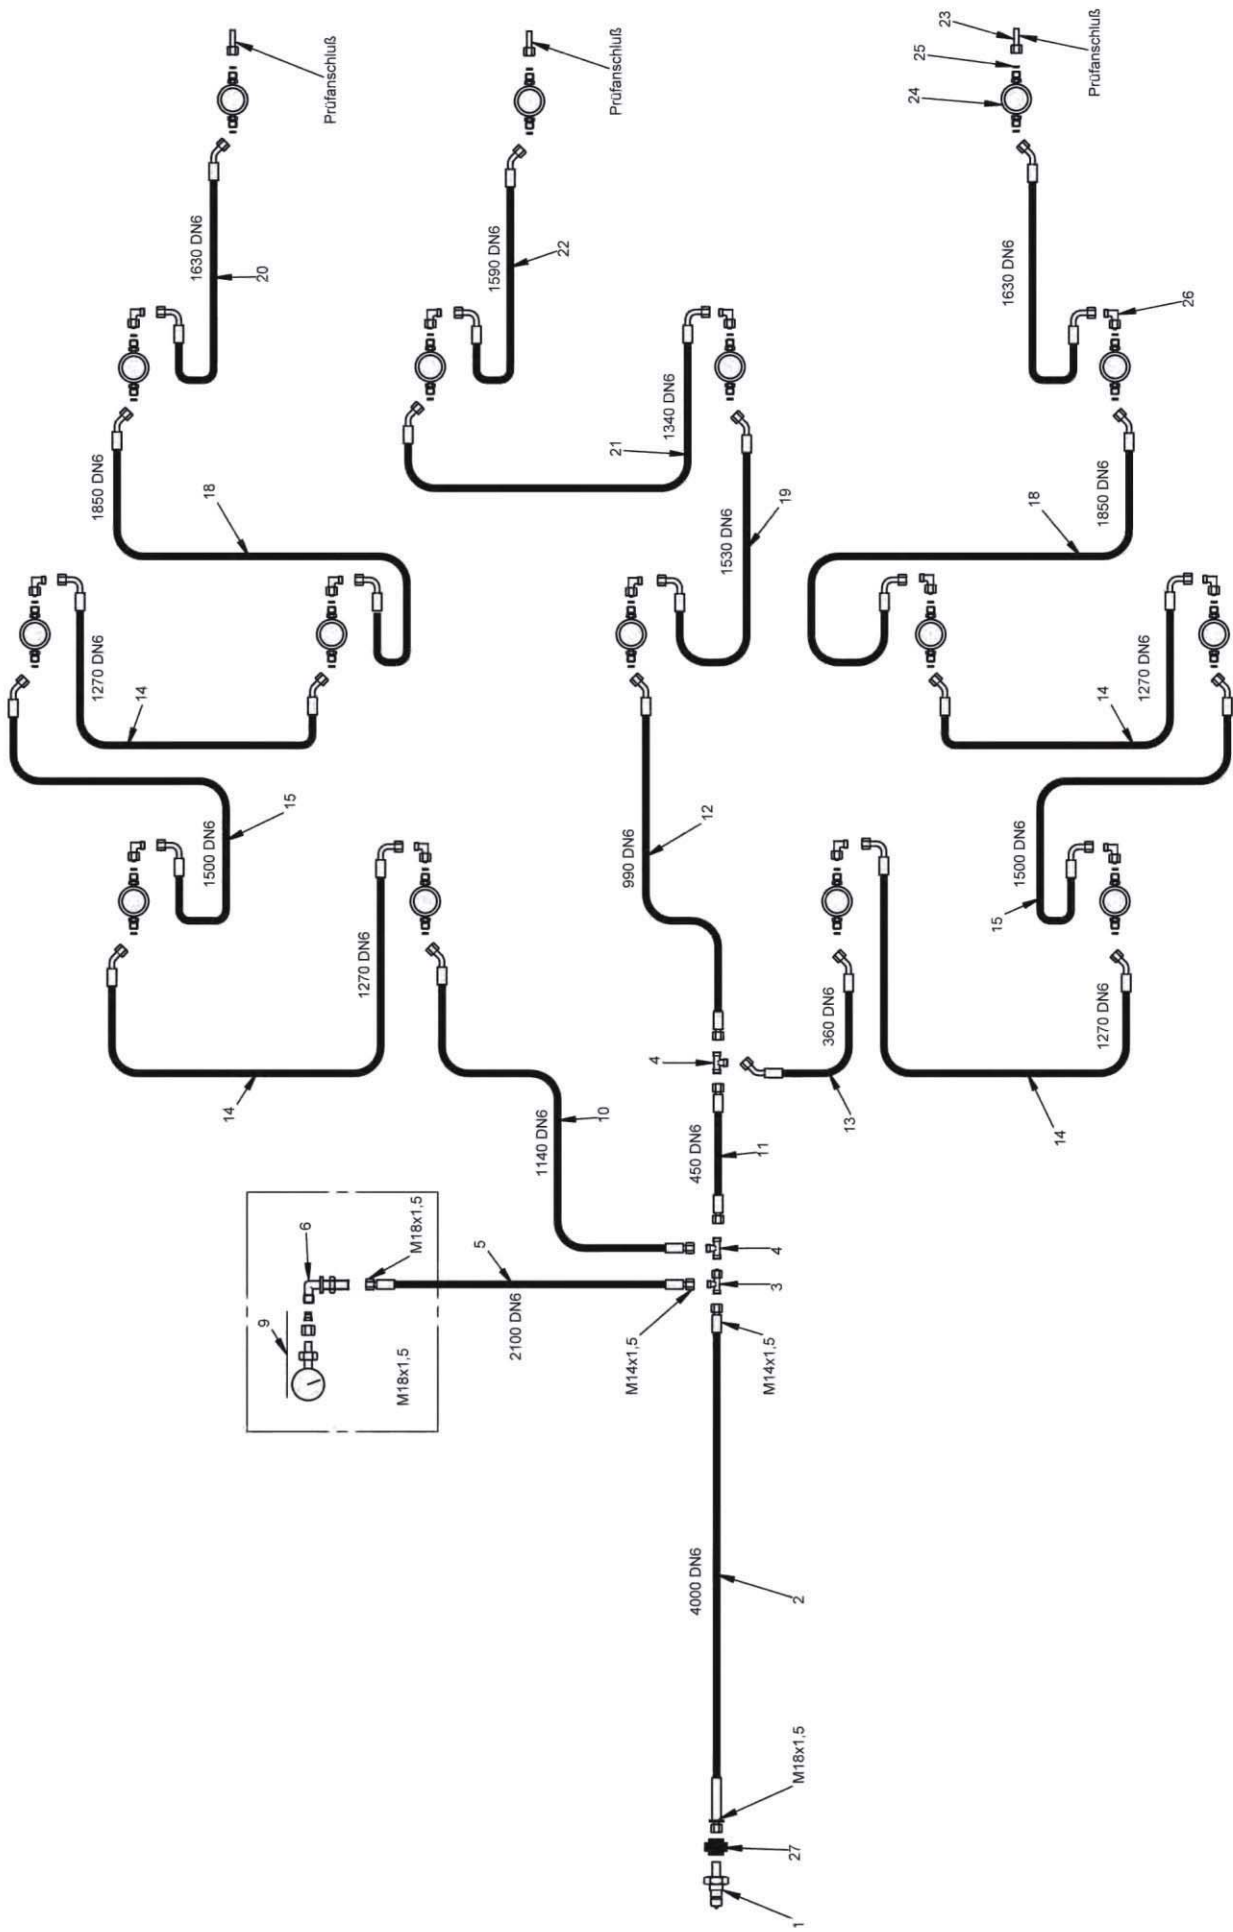 Prüfanschluß
Prüfanschluß
23
Prüfanschluß
25
24
1630 DN6
20
1590 DN6
22
1630 DN6
26
1850 DN6
18
21
1340 DN6
1530 DN6
19
18
1850 DN6
1270 DN6
14
14
1270 DN6
15
1500 DN6
990 DN6
12
15
1500 DN6
1270 DN6
14
4
360 DN6
13
1270 DN6
14
1140 DN6
10
450 DN6
11
6
M18x1,5
5
2100 DN6
4
3
9
M18x1,5
M14x1,5
M14x1,5
4000 DN6
2
M18x1,5
27
1